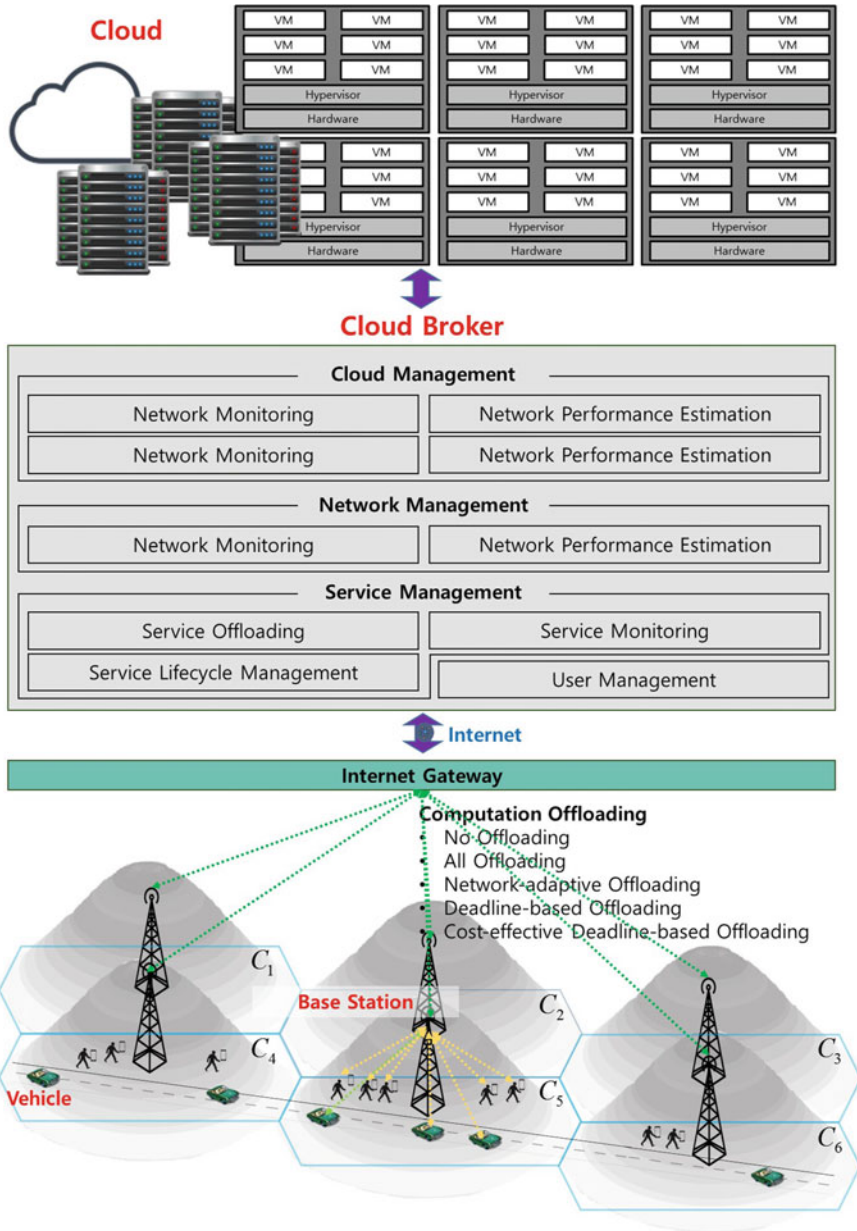 Cloud
VM VM VM VM VM VM
VM VM VM VM VM VM
VM VM VM VM VM VM
Hypervisor Hypervisor Hypervisor
Hardware Hardware Hardware
VM VM VM VM VM
VM VM VM VM VM
VM VM VM VM VM
Hypervisor Hypervisor Hypervisor
Hardware Hardware Hardware
Cloud Broker
Cloud Management
Network Monitoring Network Performance Estimation
Network Monitoring Network Performance Estimation
Network Management
Network Monitoring Network Performance Estimation
Service Management
Service Offloading Service Monitoring
Service Lifecycle Management User Management
Internet
Internet Gateway
Computation Offloading
• No Offloading
• All Offloading
• Network-adaptive Offloading
• Deadline-based Offloading
• Cost-effective Deadline-based Offloading
C1
Base Station
C2
C3
C4
Vehicle
C5
C6